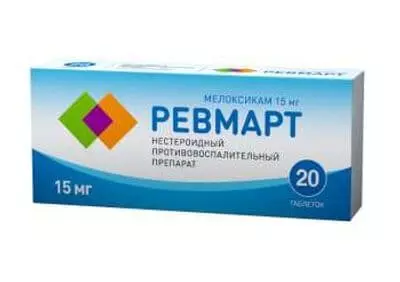 МЕЛОКСИКАМ 15 мг
РЕВМАРТ
НЕСТЕРОИДНЫЙ
ПРОТИВОВОСПАЛИТЕЛЬНЫЙ
ПРЕПАРАТ
15 мг
20
ТАБЛЕТОК